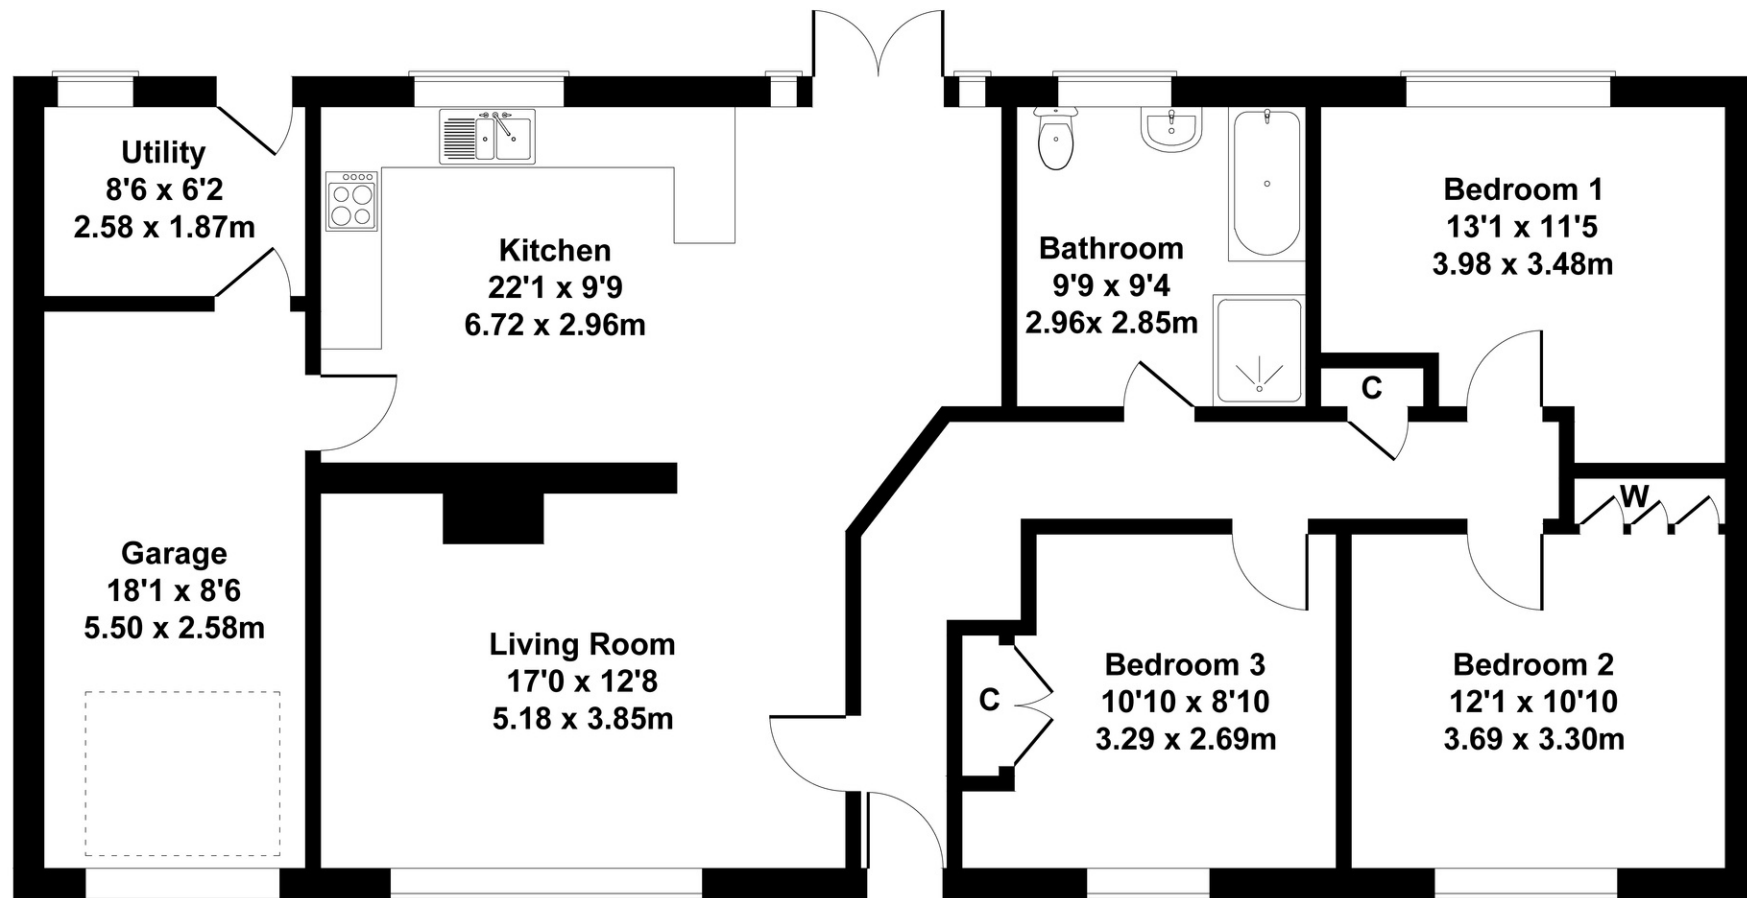 Utility
8'6 x 6'2
2.58 x 1.87m
Kitchen
22'1 x 9'9
6.72 x 2.96m
Bathroom
9'9 x 9'4
2.96x 2.85m
Bedroom 1
13'1 x 11'5
3.98 x 3.48m
C
W
Garage
18'1 x 8'6
5.50 x 2.58m
Living Room
17'0 x 12'8
5.18 x 3.85m
C
Bedroom 3
10'10 x 8'10
3.29 x 2.69m
Bedroom 2
12'1 x 10'10
3.69 x 3.30m